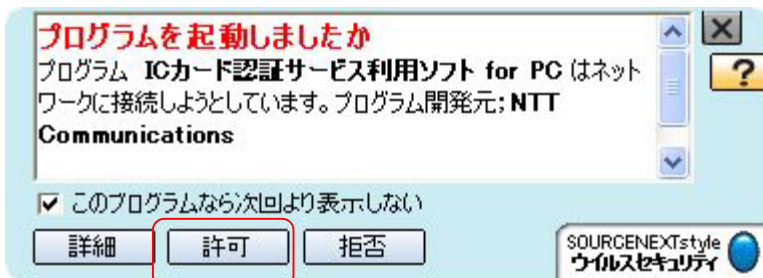 プログラムを起動しましたか
プログラム ICカード認証サービス利用ソフト for PC はネット
ワークに接続しようとしています。プログラム開発元; NTT
Communications
?
このプログラムなら次回より表示しない
詳細 許可 拒否
SOURCENEXTstyle
ウイルスセキュリティ